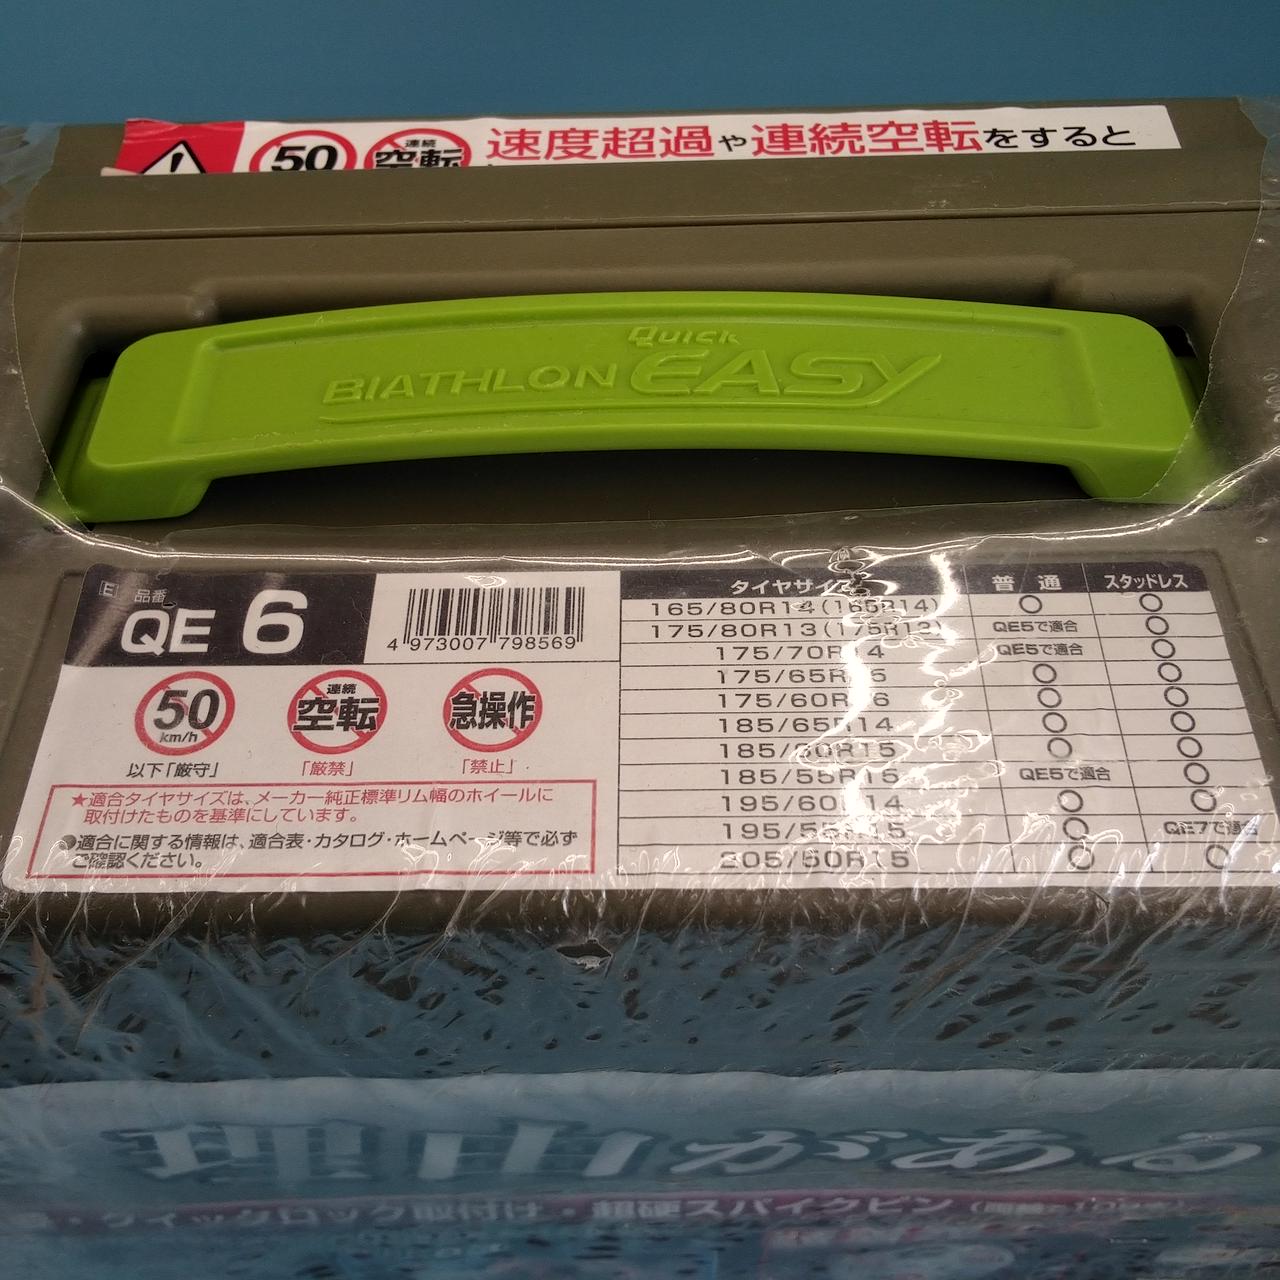 50 連続 空転 速度超過や連続空転をすると
Quick
BIATHLON EASY
[E] 品番
QE 6
4 973007 798569
50 km/h
連続 空転
急操作
以下「厳守」 「厳禁」 「禁止」
★適合タイヤサイズは、メーカー純正標準リム幅のホイールに
取付けたものを基準にしています。
●適合に関する情報は、適合表・カタログ・ホームページ等で必ず
ご確認ください。
タイヤサイズ 普通 スタッドレス
165/80R14(165R14) ○ ○
175/80R13(175R13) QE5で適合 ○
175/70R14 QE5で適合 ○
175/65R15 ○ ○
175/60R16 ○ ○
185/65R14 ○ ○
185/60R15 ○ ○
185/55R15 QE5で適合 ○
195/60R14 ○ ○
195/55R15 ○ QE7で適合
205/50R15 ○ ○
理由がある
クイックロック取付け・超硬スパイクピン